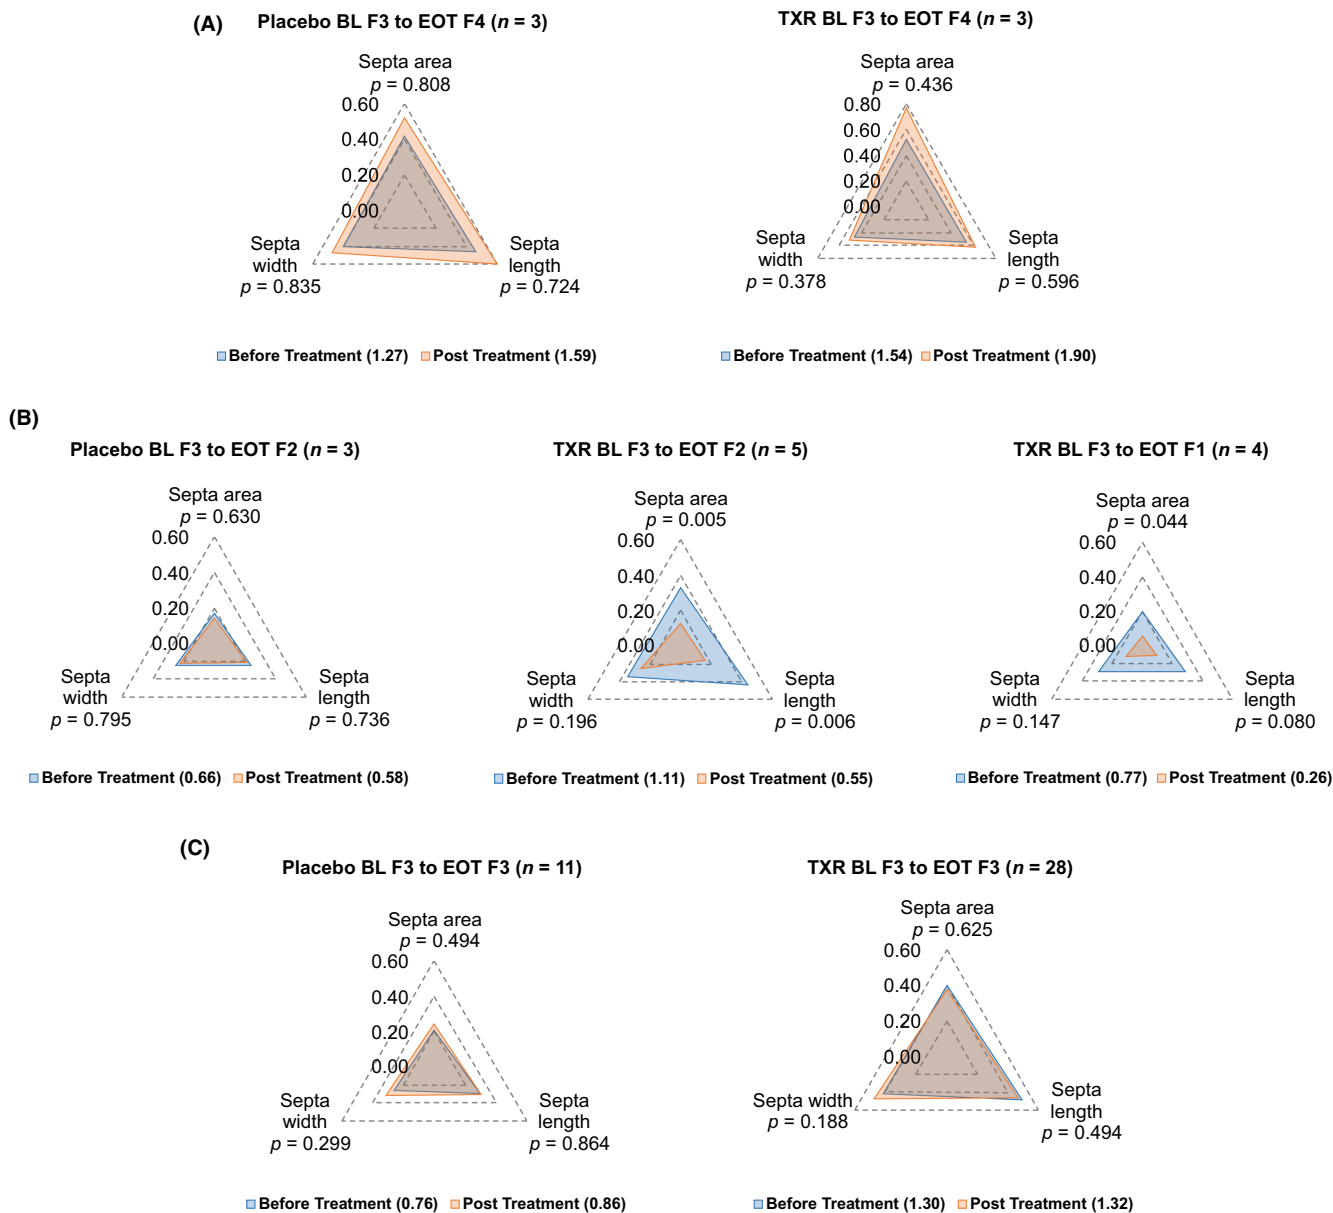 (A)
Placebo BL F3 to EOT F4 (n = 3)
Septa area
p = 0.808
0.60
0.40
0.20
0.00
Septa
width
p = 0.835
Septa
length
p = 0.724
Before Treatment (1.27) Post Treatment (1.59)
TXR BL F3 to EOT F4 (n = 3)
Septa area
p = 0.436
0.80
0.60
0.40
0.20
0.00
Septa
width
p = 0.378
Septa
length
p = 0.596
Before Treatment (1.54) Post Treatment (1.90)
(B)
Placebo BL F3 to EOT F2 (n = 3)
Septa area
p = 0.630
0.60
0.40
0.20
0.00
Septa
width
p = 0.795
Septa
length
p = 0.736
Before Treatment (0.66) Post Treatment (0.58)
TXR BL F3 to EOT F2 (n = 5)
Septa area
p = 0.005
0.60
0.40
0.20
0.00
Septa
width
p = 0.196
Septa
length
p = 0.006
Before Treatment (1.11) Post Treatment (0.55)
TXR BL F3 to EOT F1 (n = 4)
Septa area
p = 0.044
0.60
0.40
0.20
0.00
Septa
width
p = 0.147
Septa
length
p = 0.080
Before Treatment (0.77) Post Treatment (0.26)
(C)
Placebo BL F3 to EOT F3 (n = 11)
Septa area
p = 0.494
0.60
0.40
0.20
0.00
Septa
width
p = 0.299
Septa
length
p = 0.864
Before Treatment (0.76) Post Treatment (0.86)
TXR BL F3 to EOT F3 (n = 28)
Septa area
p = 0.625
0.60
0.40
0.20
0.00
Septa width
p = 0.188
Septa
length
p = 0.494
Before Treatment (1.30) Post Treatment (1.32)